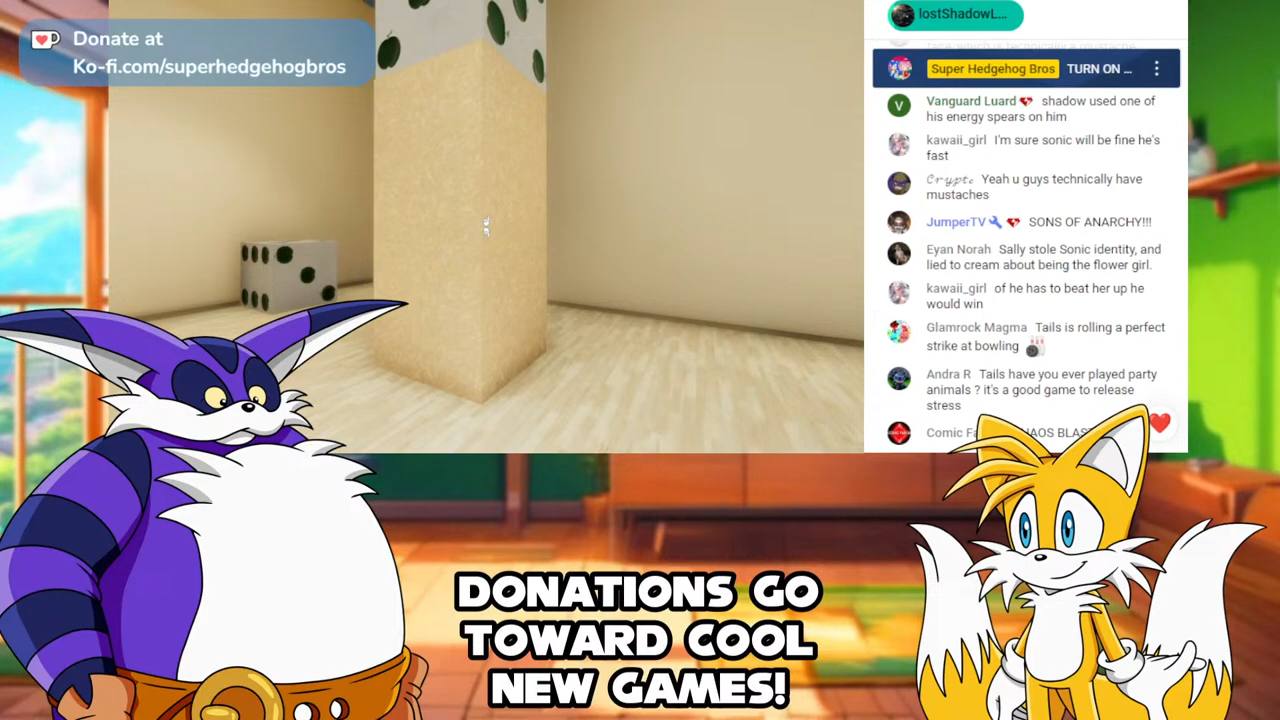 Donate at
Ko-fi.com/superhedgehogbros
lostShadowL...
Super Hedgehog Bros TURN ON ...
Vanguard Luard shadow used one of
his energy spears on him
kawaii_girl I'm sure sonic will be fine he's
fast
𝓒𝓻𝔂𝓹𝓽𝓸 Yeah u guys technically have
mustaches
JumperTV SONS OF ANARCHY!!!
Eyan Norah Sally stole Sonic identity, and
lied to cream about being the flower girl.
kawaii_girl of he has to beat her up he
would win
Glamrock Magma Tails is rolling a perfect
strike at bowling
Andra R Tails have you ever played party
animals ? it's a good game to release
stress
Comic
DONATIONS GO
TOWARD COOL
NEW GAMES!